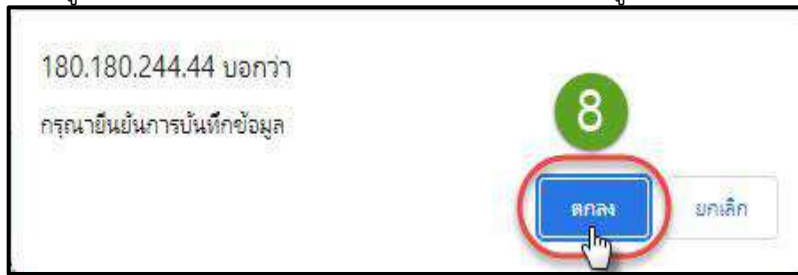 180.180.244.44 บอกว่า
กรุณายืนยันการบันทึกข้อมูล
8
ตกลง
ยกเลิก